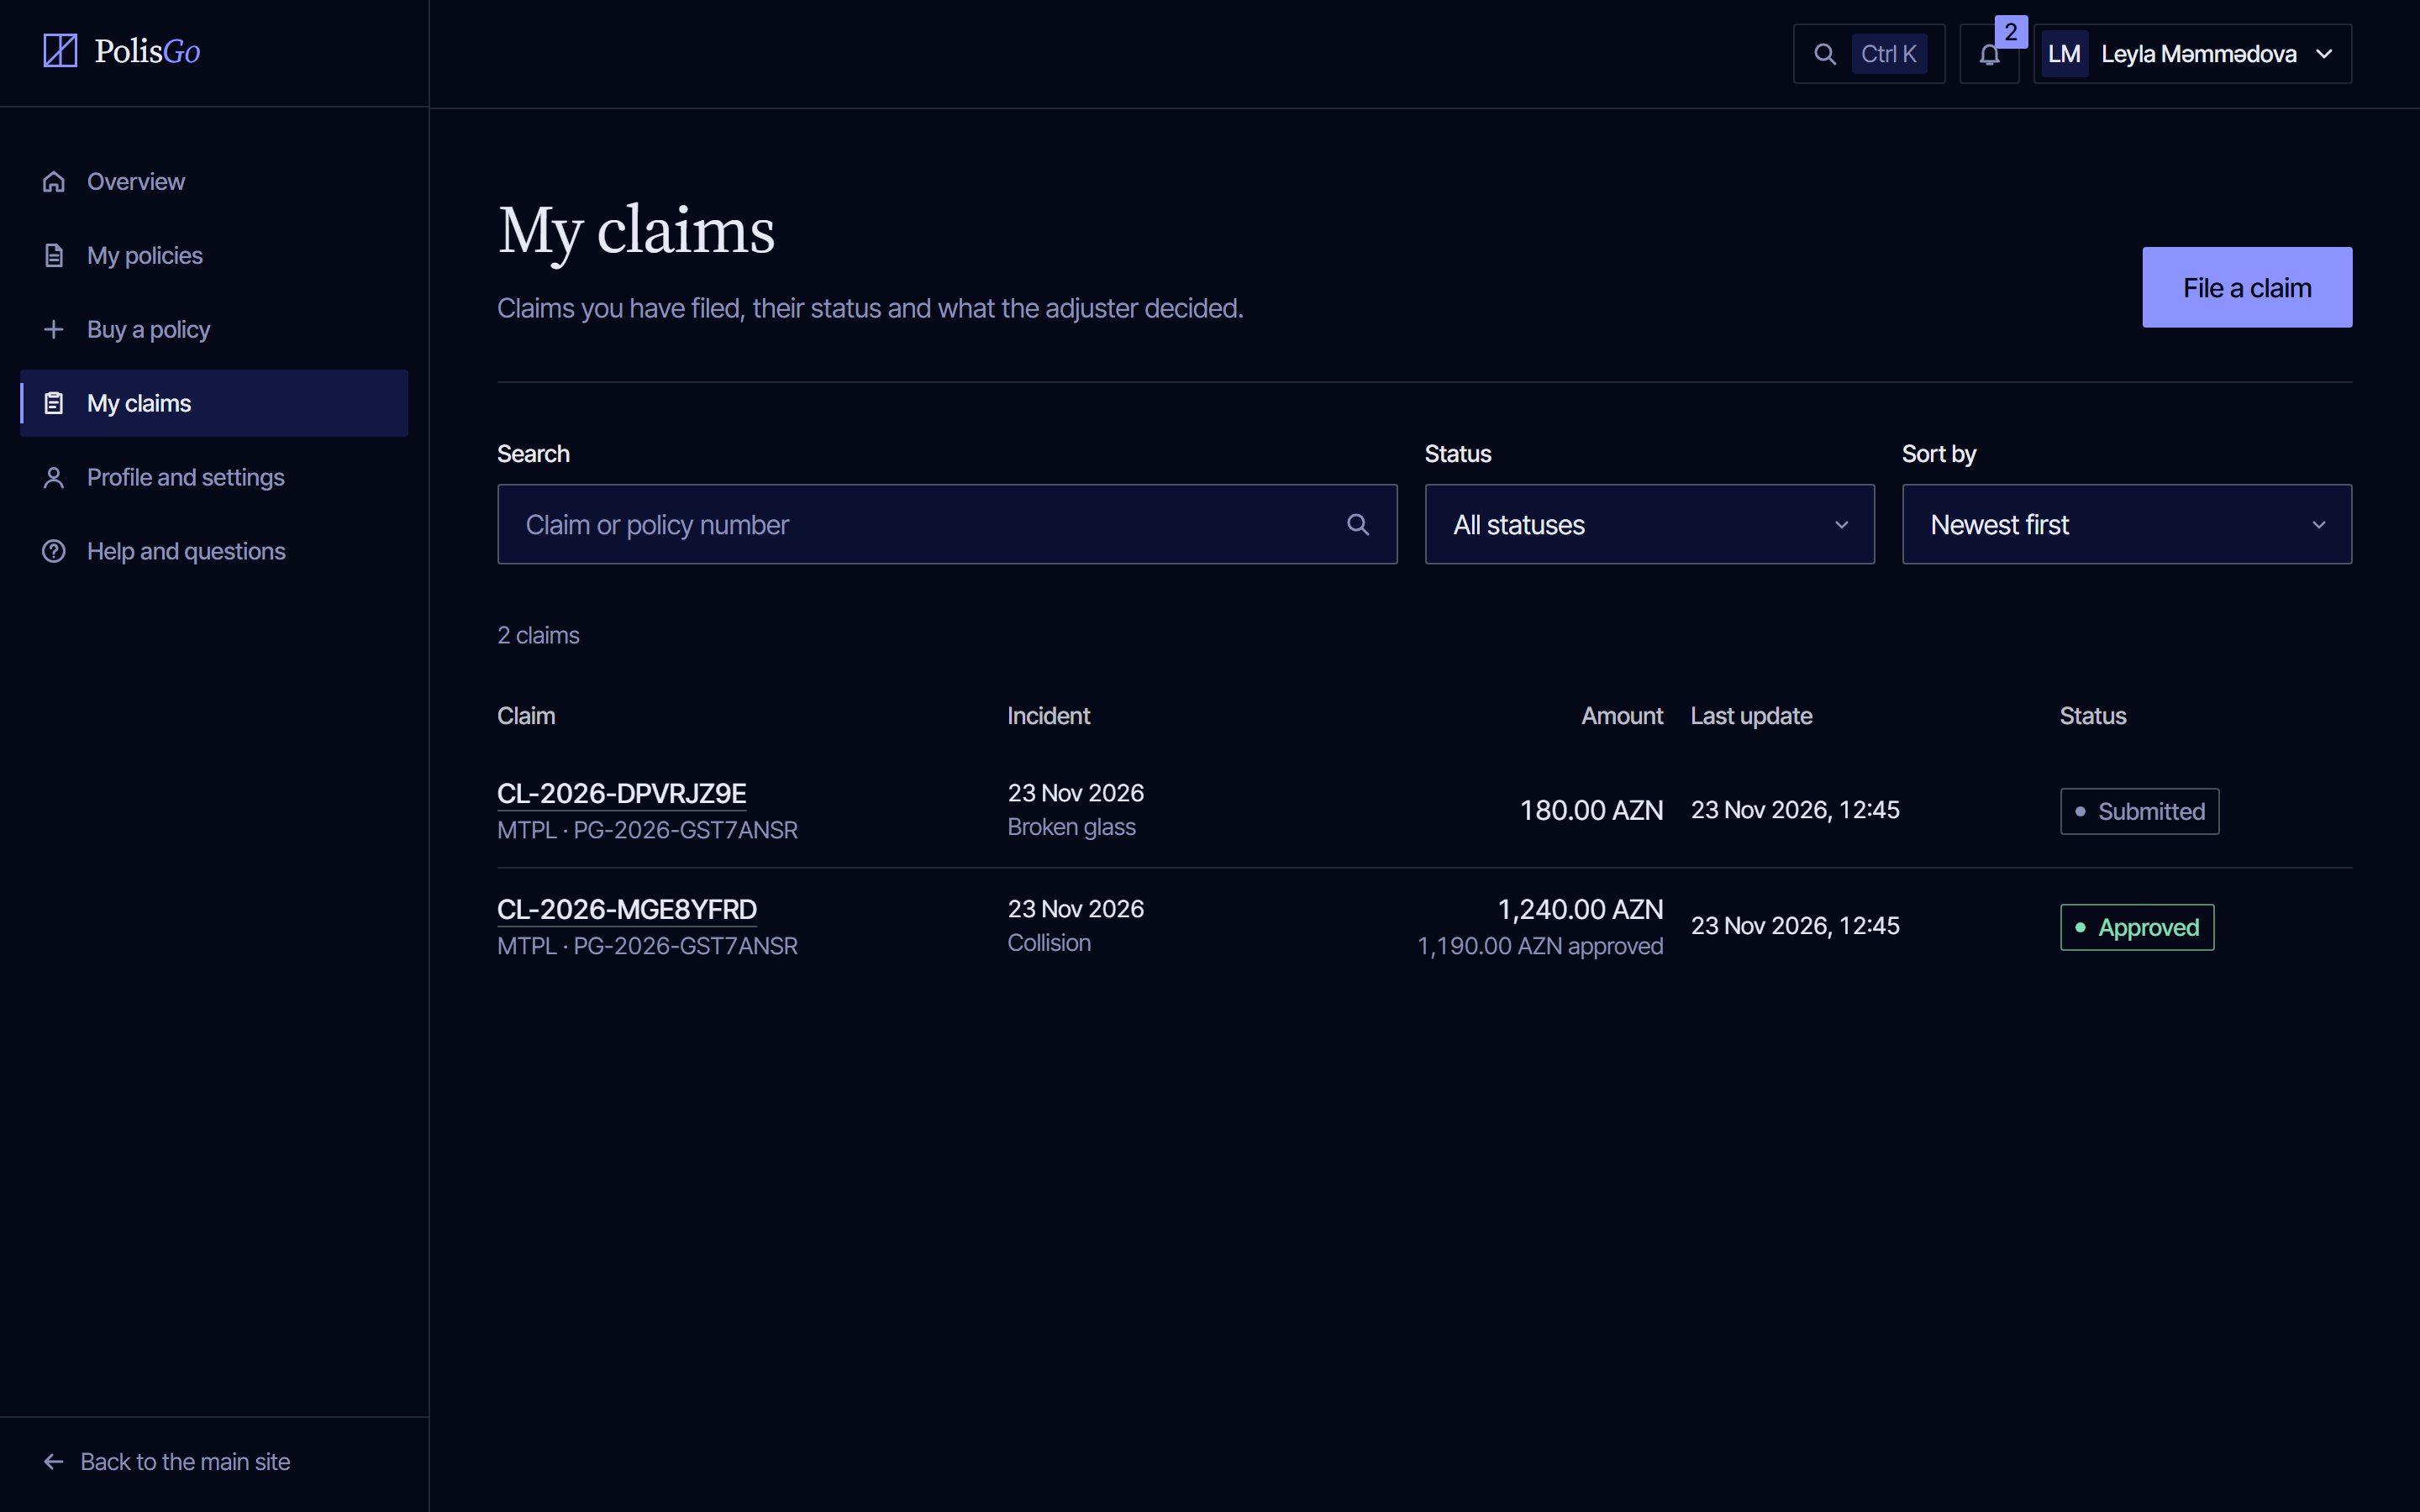 PolisGo
Ctrl K
2
LM Leyla Məmmədova
Overview
My policies
Buy a policy
My claims
Profile and settings
Help and questions
Back to the main site
My claims
Claims you have filed, their status and what the adjuster decided.
File a claim
Search
Claim or policy number
Status
All statuses
Sort by
Newest first
2 claims
Claim Incident Amount Last update Status
CL-2026-DPVRJZ9E 23 Nov 2026 180.00 AZN 23 Nov 2026, 12:45 Submitted
MTPL · PG-2026-GST7ANSR Broken glass
CL-2026-MGE8YFRD 23 Nov 2026 1,240.00 AZN 23 Nov 2026, 12:45 Approved
MTPL · PG-2026-GST7ANSR Collision 1,190.00 AZN approved